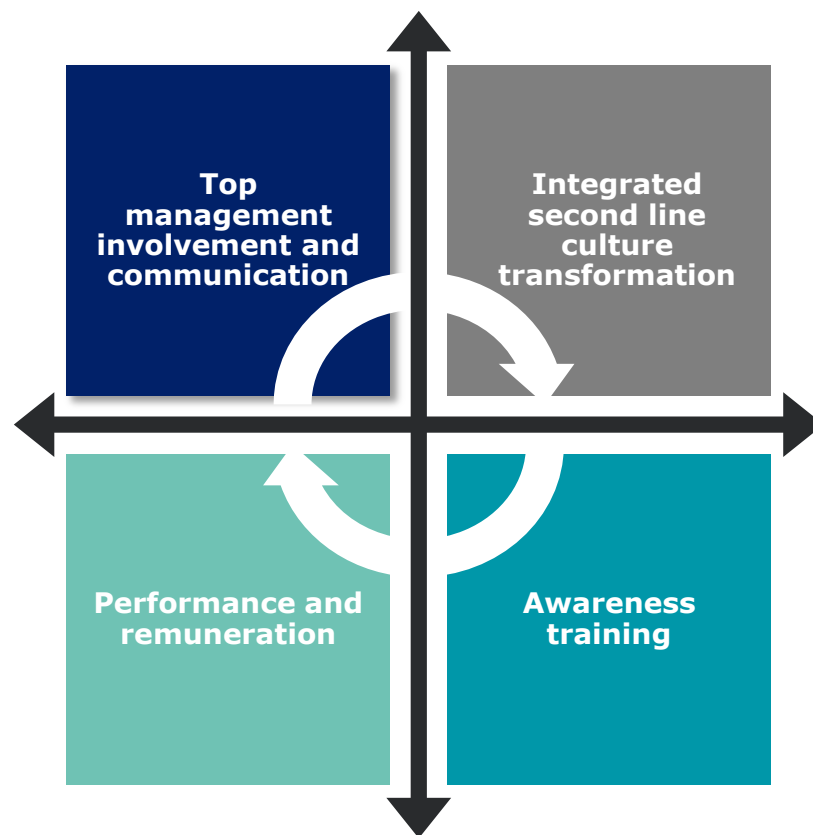 Top
management
involvement and
communication
Integrated
second line
culture
transformation
Performance and
remuneration
Awareness
training